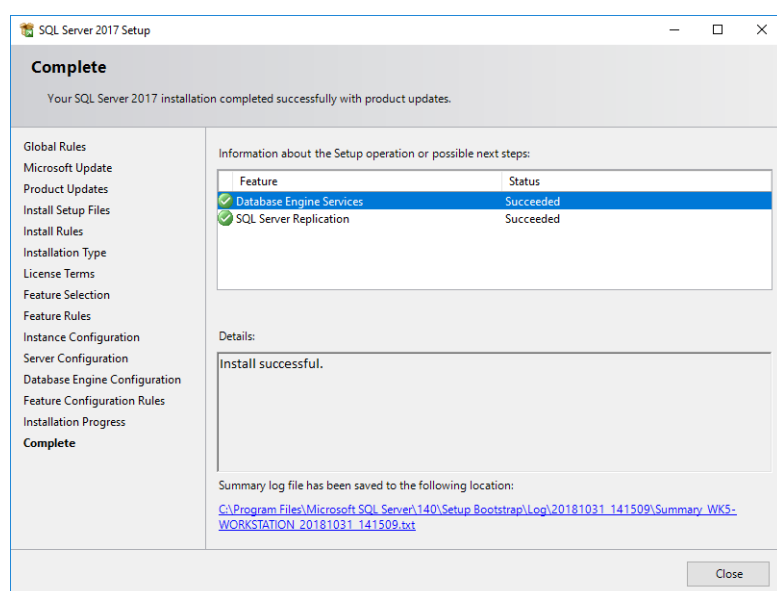 SQL Server 2017 Setup
Complete
Your SQL Server 2017 installation completed successfully with product updates.
Global Rules
Microsoft Update
Product Updates
Install Setup Files
Install Rules
Installation Type
License Terms
Feature Selection
Feature Rules
Instance Configuration
Server Configuration
Database Engine Configuration
Feature Configuration Rules
Installation Progress
Complete
Information about the Setup operation or possible next steps:
Feature Status
Database Engine Services Succeeded
SQL Server Replication Succeeded
Details:
Install successful.
Summary log file has been saved to the following location:
C:\Program Files\Microsoft SQL Server\140\Setup Bootstrap\Log\20181031_141509\Summary_WK5-
WORKSTATION_20181031_141509.txt
Close